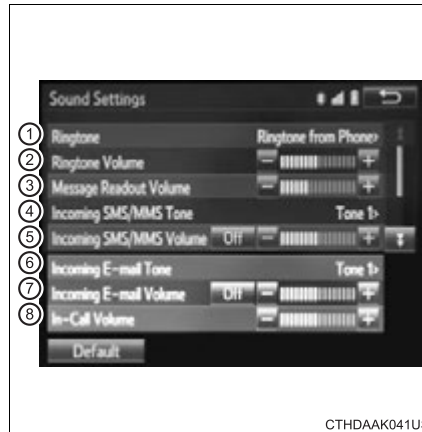 Sound Settings
① Ringtone Ringtone from Phone>
② Ringtone Volume − +
③ Message Readout Volume − +
④ Incoming SMS/MMS Tone Tone 1>
⑤ Incoming SMS/MMS Volume Off − +
⑥ Incoming E-mail Tone Tone 1>
⑦ Incoming E-mail Volume Off − +
⑧ In-Call Volume − +
Default
CTHDAAK041U